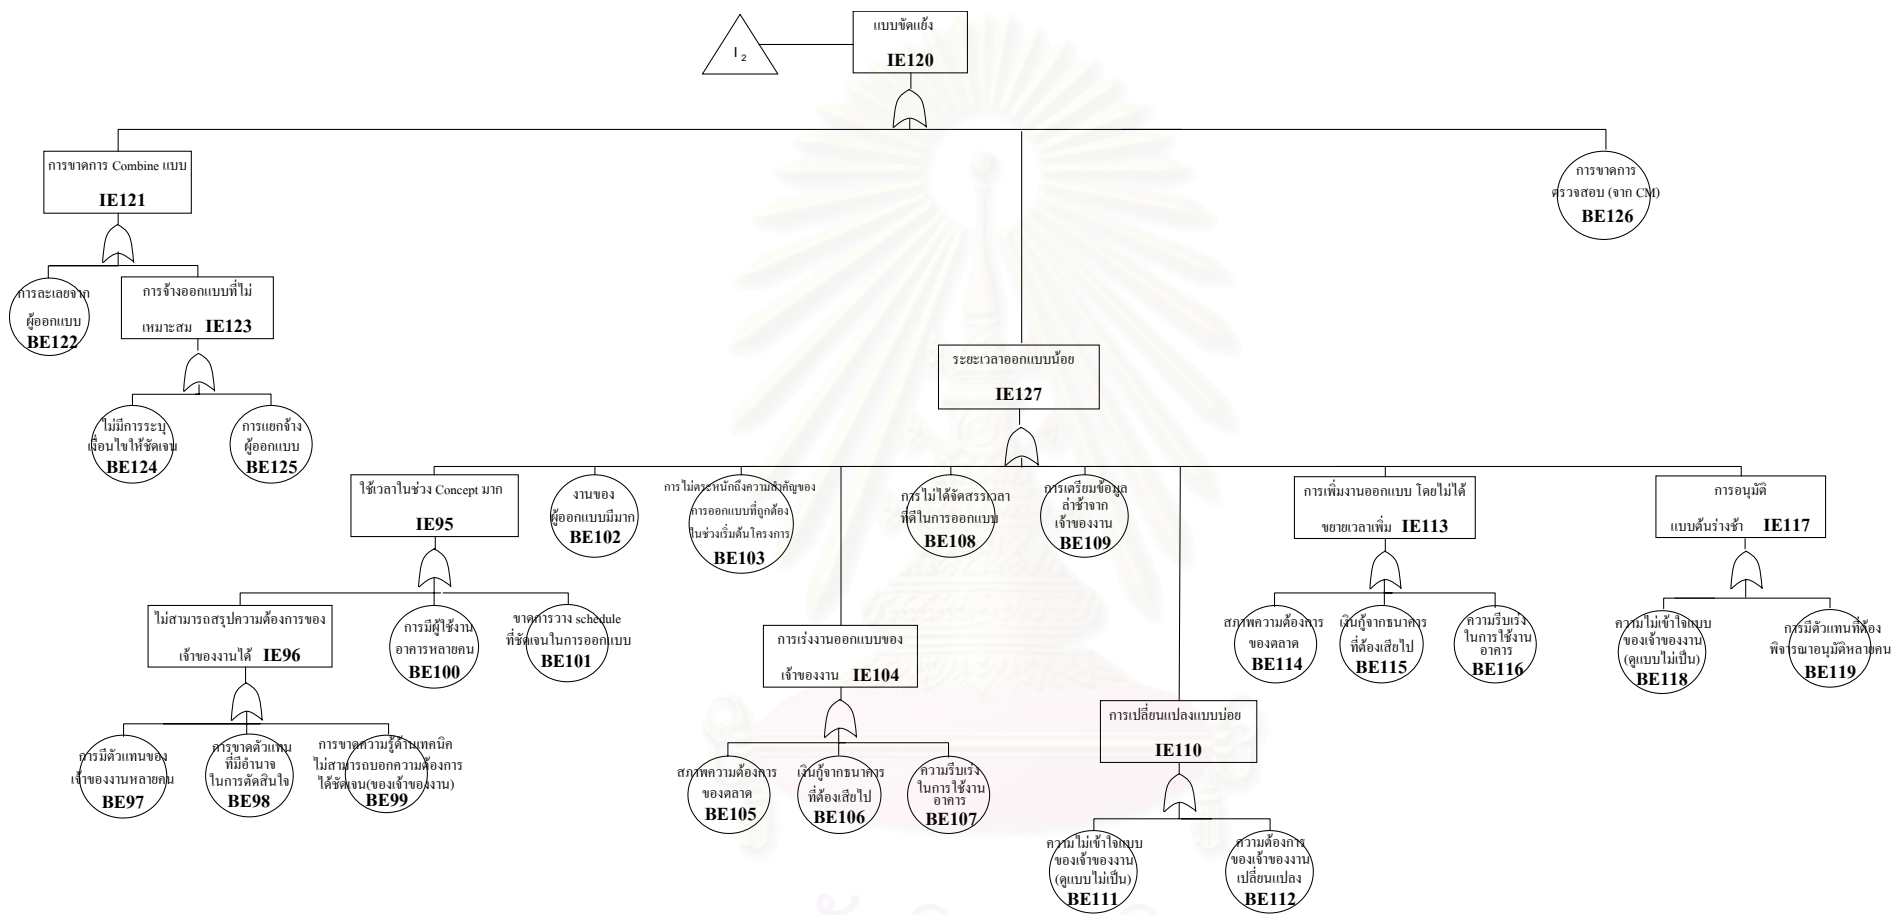 I 2
แบบขัดแย้ง
IE120
การขาดการ Combine แบบ
IE121
การขาดการ
ตรวจสอบ (จาก CM)
BE126
การละเลยจาก
ผู้ออกแบบ
BE122
การจ้างออกแบบที่ไม่
เหมาะสม IE123
ไม่มีการระบุ
เงื่อนไขให้ชัดเจน
BE124
การแยกจ้าง
ผู้ออกแบบ
BE125
ระยะเวลาออกแบบน้อย
IE127
ใช้เวลาในช่วง Concept มาก
IE95
งานของ
ผู้ออกแบบมีมาก
BE102
การไม่ตระหนักถึงความสำคัญของ
การออกแบบที่ถูกต้อง
ในช่วงเริ่มต้นโครงการ
BE103
การไม่ได้จัดสรรเวลา
ที่ดีในการออกแบบ
BE108
การเตรียมข้อมูล
ล่าช้าจาก
เจ้าของงาน
BE109
การเพิ่มงานออกแบบ โดยไม่ได้
ขยายเวลาเพิ่ม IE113
การอนุมัติ
แบบต้นร่างช้า IE117
ไม่สามารถสรุปความต้องการของ
เจ้าของงานได้ IE96
การมีผู้ใช้งาน
อาคารหลายคน
BE100
ขาดการวาง schedule
ที่ชัดเจนในการออกแบบ
BE101
การเร่งงานออกแบบของ
เจ้าของงาน IE104
สภาพความต้องการ
ของตลาด
BE114
เงินกู้จากธนาคาร
ที่ต้องเสียไป
BE115
ความรีบเร่ง
ในการใช้งาน
อาคาร
BE116
ความไม่เข้าใจแบบ
ของเจ้าของงาน
(ดูแบบไม่เป็น)
BE118
การมีตัวแทนที่ต้อง
พิจารณาอนุมัติหลายคน
BE119
การเปลี่ยนแปลงแบบบ่อย
IE110
การมีตัวแทนของ
เจ้าของงานหลายคน
BE97
การขาดตัวแทน
ที่มีอำนาจ
ในการตัดสินใจ
BE98
การขาดความรู้ด้านเทคนิค
ไม่สามารถบอกความต้องการ
ได้ชัดเจน(ของเจ้าของงาน)
BE99
สภาพความต้องการ
ของตลาด
BE105
เงินกู้จากธนาคาร
ที่ต้องเสียไป
BE106
ความรีบเร่ง
ในการใช้งาน
อาคาร
BE107
ความไม่เข้าใจแบบ
ของเจ้าของงาน
(ดูแบบไม่เป็น)
BE111
ความต้องการ
ของเจ้าของงาน
เปลี่ยนแปลง
BE112